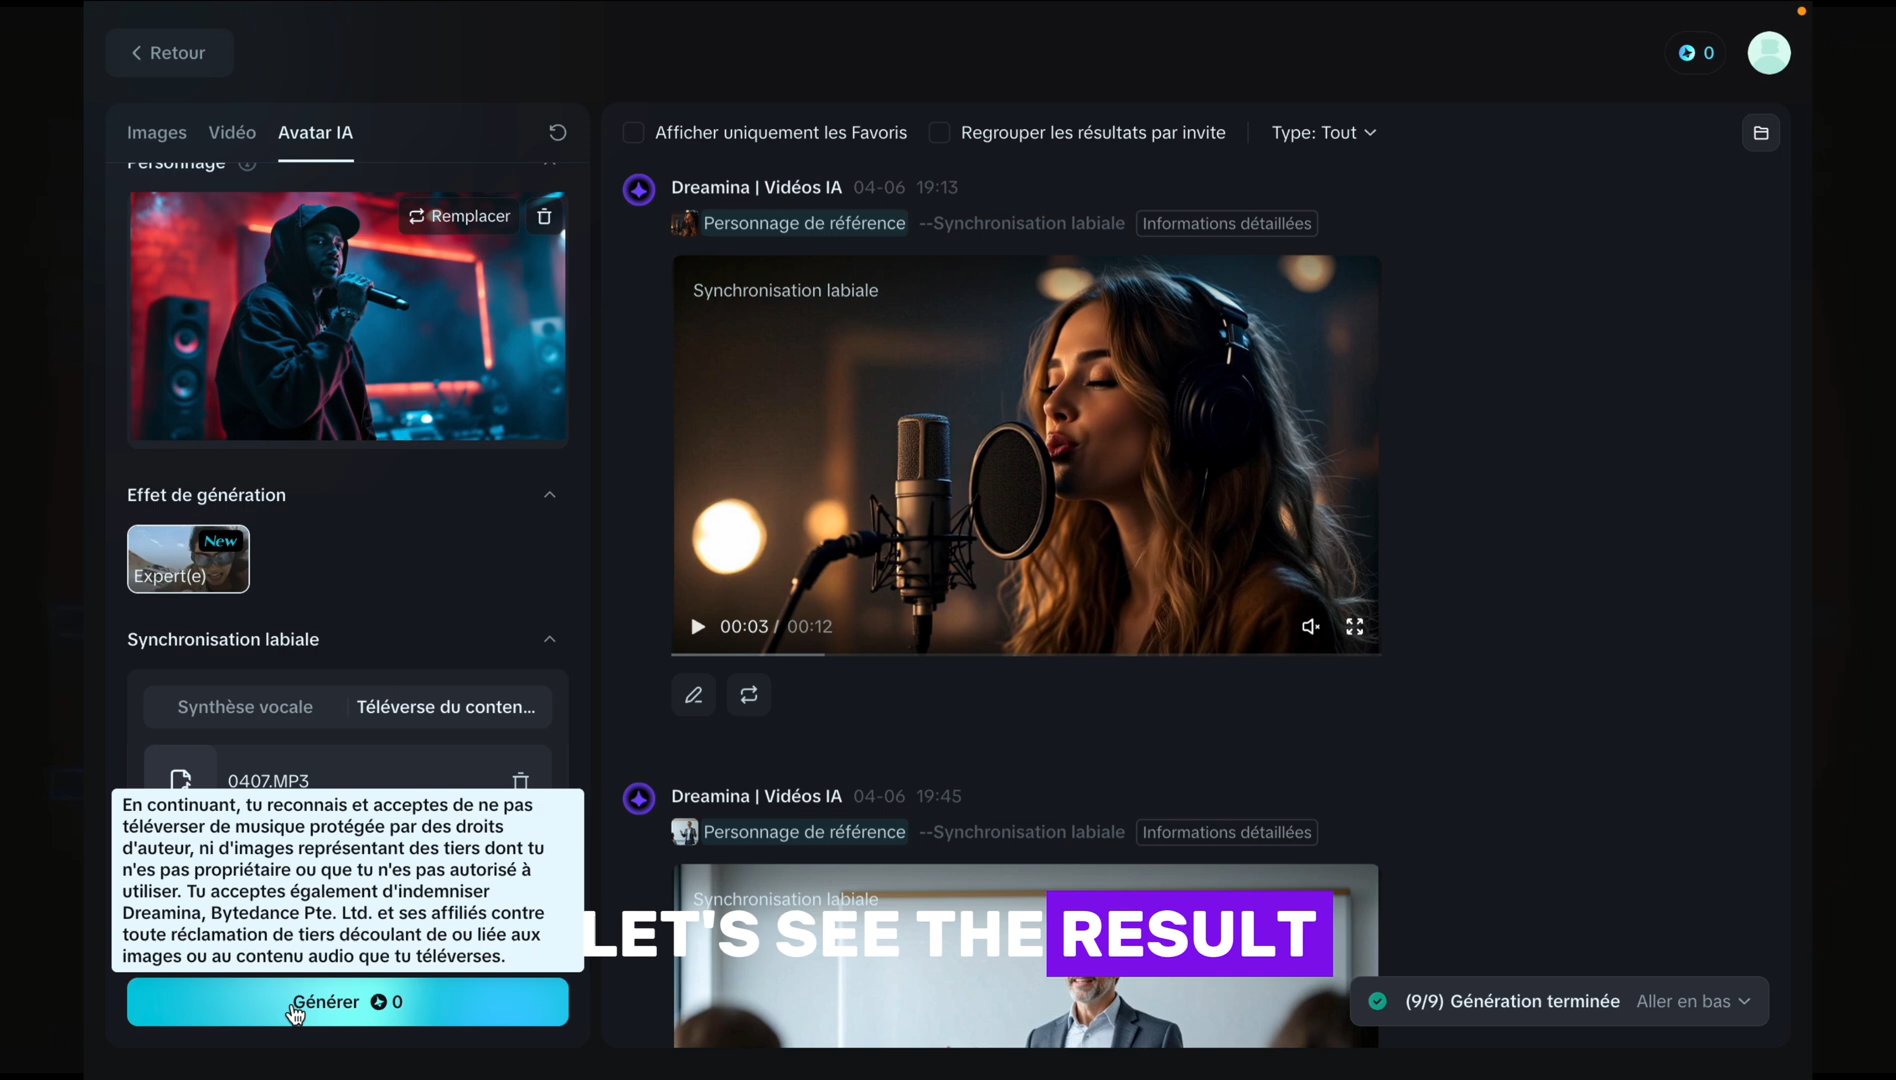 Retour
0
Images Vidéo Avatar IA
Personnage
Remplacer
Effet de génération
New
Expert(e)
Synchronisation labiale
Synthèse vocale
Téléverse du conten...
0407.MP3
En continuant, tu reconnais et acceptes de ne pas
téléverser de musique protégée par des droits
d'auteur, ni d'images représentant des tiers dont tu
n'es pas propriétaire ou que tu n'es pas autorisé à
utiliser. Tu acceptes également d'indemniser
Dreamina, Bytedance Pte. Ltd. et ses affiliés contre
toute réclamation de tiers découlant de ou liée aux
images ou au contenu audio que tu téléverses.
Générer 0
Afficher uniquement les Favoris
Regrouper les résultats par invite
Type: Tout
Dreamina | Vidéos IA 04-06 19:13
Personnage de référence --Synchronisation labiale Informations détaillées
Synchronisation labiale
00:03 / 00:12
Dreamina | Vidéos IA 04-06 19:45
Personnage de référence --Synchronisation labiale Informations détaillées
Synchronisation labiale
LET'S SEE THE RESULT
(9/9) Génération terminée Aller en bas